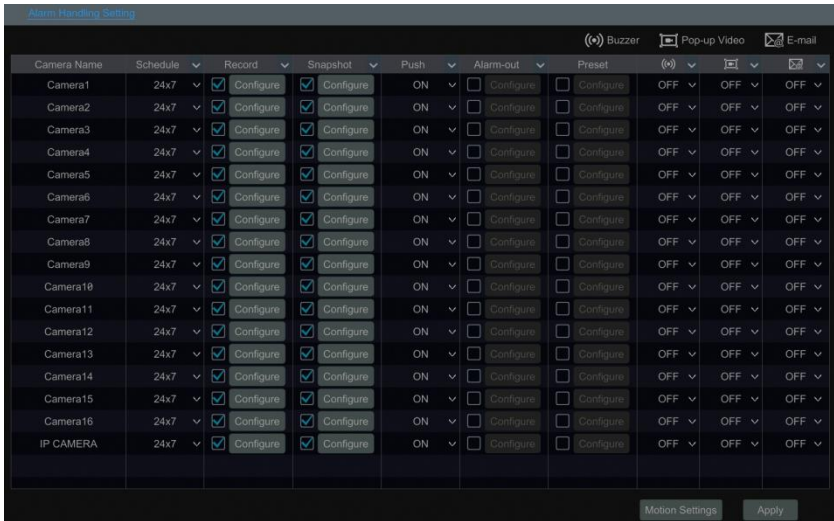 Alarm Handling Setting
Buzzer Pop-up Video E-mail
Camera Name Schedule Record Snapshot Push Alarm-out Preset
Camera1 24x7 Configure Configure ON Configure Configure OFF OFF OFF
Camera2 24x7 Configure Configure ON Configure Configure OFF OFF OFF
Camera3 24x7 Configure Configure ON Configure Configure OFF OFF OFF
Camera4 24x7 Configure Configure ON Configure Configure OFF OFF OFF
Camera5 24x7 Configure Configure ON Configure Configure OFF OFF OFF
Camera6 24x7 Configure Configure ON Configure Configure OFF OFF OFF
Camera7 24x7 Configure Configure ON Configure Configure OFF OFF OFF
Camera8 24x7 Configure Configure ON Configure Configure OFF OFF OFF
Camera9 24x7 Configure Configure ON Configure Configure OFF OFF OFF
Camera10 24x7 Configure Configure ON Configure Configure OFF OFF OFF
Camera11 24x7 Configure Configure ON Configure Configure OFF OFF OFF
Camera12 24x7 Configure Configure ON Configure Configure OFF OFF OFF
Camera13 24x7 Configure Configure ON Configure Configure OFF OFF OFF
Camera14 24x7 Configure Configure ON Configure Configure OFF OFF OFF
Camera15 24x7 Configure Configure ON Configure Configure OFF OFF OFF
Camera16 24x7 Configure Configure ON Configure Configure OFF OFF OFF
IP CAMERA 24x7 Configure Configure ON Configure Configure OFF OFF OFF
Motion Settings Apply